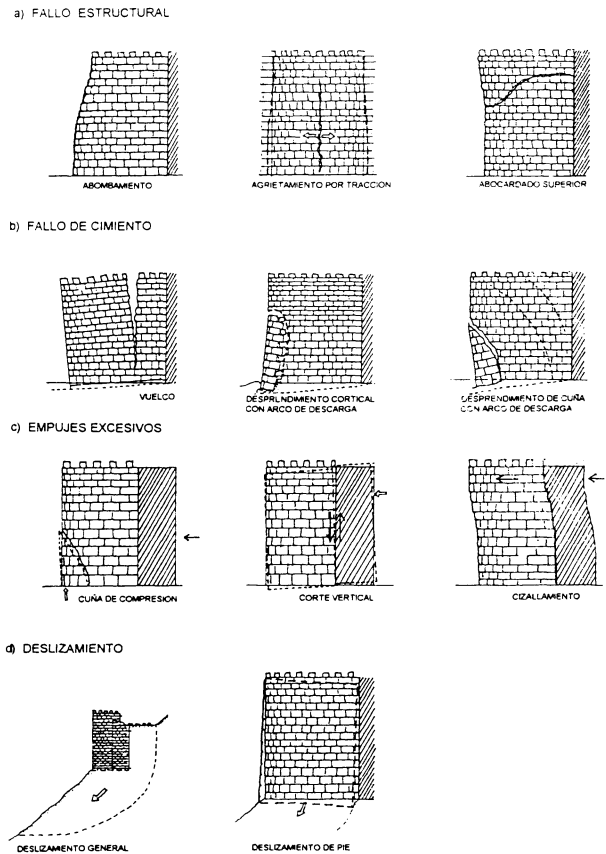 a) FALLO ESTRUCTURAL
ABOMBAMIENTO
AGRIETAMIENTO POR TRACCION
ABOCARDADO SUPERIOR
b) FALLO DE CIMIENTO
VUELCO
DESPRENDIMIENTO CORTICAL
CON ARCO DE DESCARGA
DESPRENDIMIENTO DE CUÑA
CON ARCO DE DESCARGA
c) EMPUJES EXCESIVOS
CUÑA DE COMPRESION
CORTE VERTICAL
CIZALLAMIENTO
d) DESLIZAMIENTO
DESLIZAMIENTO GENERAL
DESLIZAMIENTO DE PIE